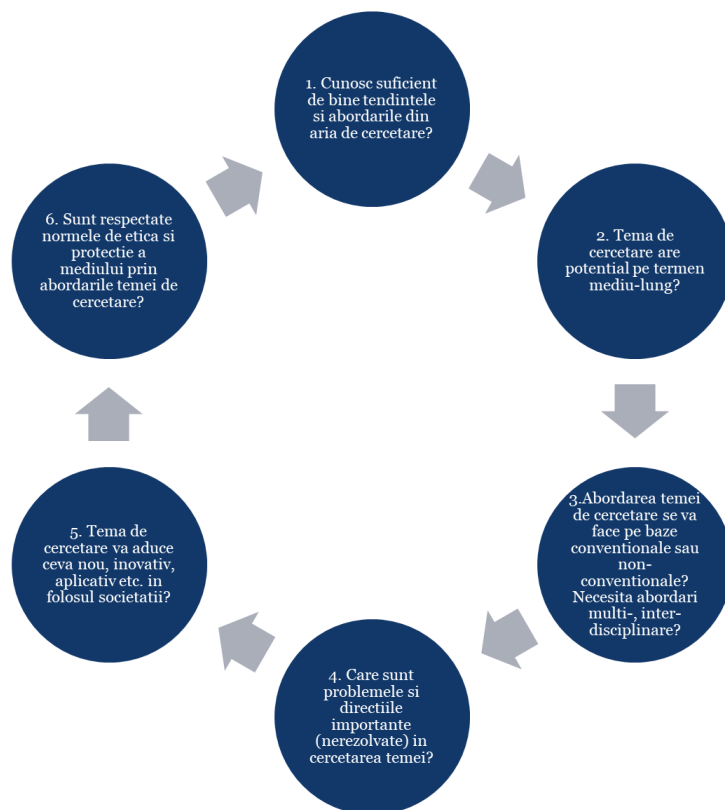 1. Cunosc suficient
de bine tendintele
si abordarile din
aria de cercetare?
2. Tema de
cercetare are
potential pe termen
mediu-lung?
3.Abordarea temei
de cercetare se va
face pe baze
conventionale sau
non-
conventionale?
Necesita abordari
multi-, inter-
disciplinare?
4. Care sunt
problemele si
directiile
importante
(nerezolvate) in
cercetarea temei?
5. Tema de
cercetare va aduce
ceva nou, inovativ,
aplicativ etc. in
folosul societatii?
6. Sunt respectate
normele de etica si
protectie a
mediului prin
abordarile temei de
cercetare?